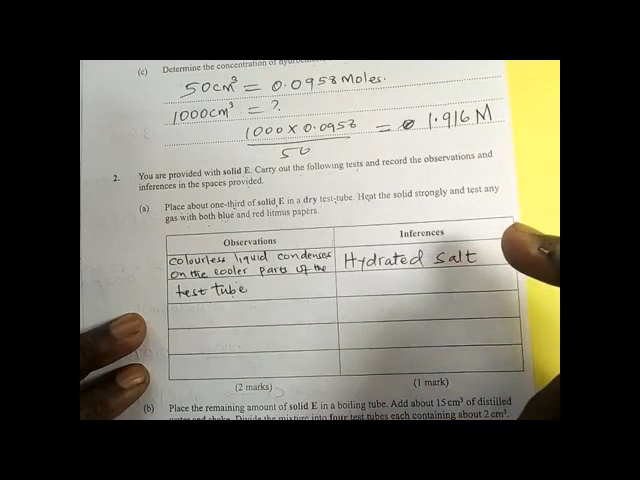 (c) Determine the concentration of
50cm³ = 0.0958 Moles.
1000cm³ = ?
1000 x 0.0958 = 1.916 M
50
2. You are provided with solid E. Carry out the following tests and record the observations and
inferences in the spaces provided.
(a) Place about one-third of solid E in a dry test-tube. Heat the solid strongly and test any
gas with both blue and red litmus papers.
Observations Inferences
colourless liquid condenses Hydrated salt
on the cooler parts of the
test tube
(2 marks) (1 mark)
(b) Place the remaining amount of solid E in a boiling tube. Add about 15 cm³ of distilled
water and shake. Divide the mixture into four test tubes each containing about 2 cm³.